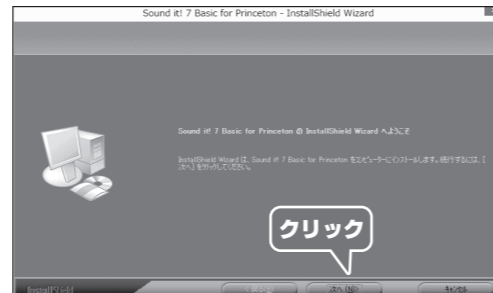 Sound it! 7 Basic for Princeton - InstallShield Wizard
Sound it! 7 Basic for Princeton の InstallShield Wizard へようこそ
InstallShield Wizard は、Sound it! 7 Basic for Princeton をコンピューターにインストールします。続行するには、[
次へ] をクリックしてください。
クリック
InstallShield
次へ(N)>
キャンセル